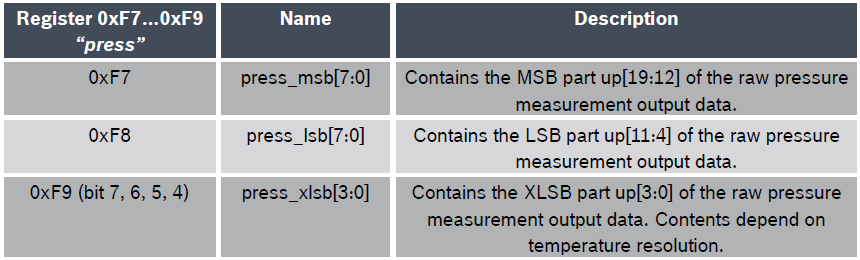 Register 0xF7…0xF9 Name Description
“press”
0xF7 press_msb[7:0] Contains the MSB part up[19:12] of the raw pressure
measurement output data.
0xF8 press_lsb[7:0] Contains the LSB part up[11:4] of the raw pressure
measurement output data.
0xF9 (bit 7, 6, 5, 4) press_xlsb[3:0] Contains the XLSB part up[3:0] of the raw pressure
measurement output data. Contents depend on
temperature resolution.